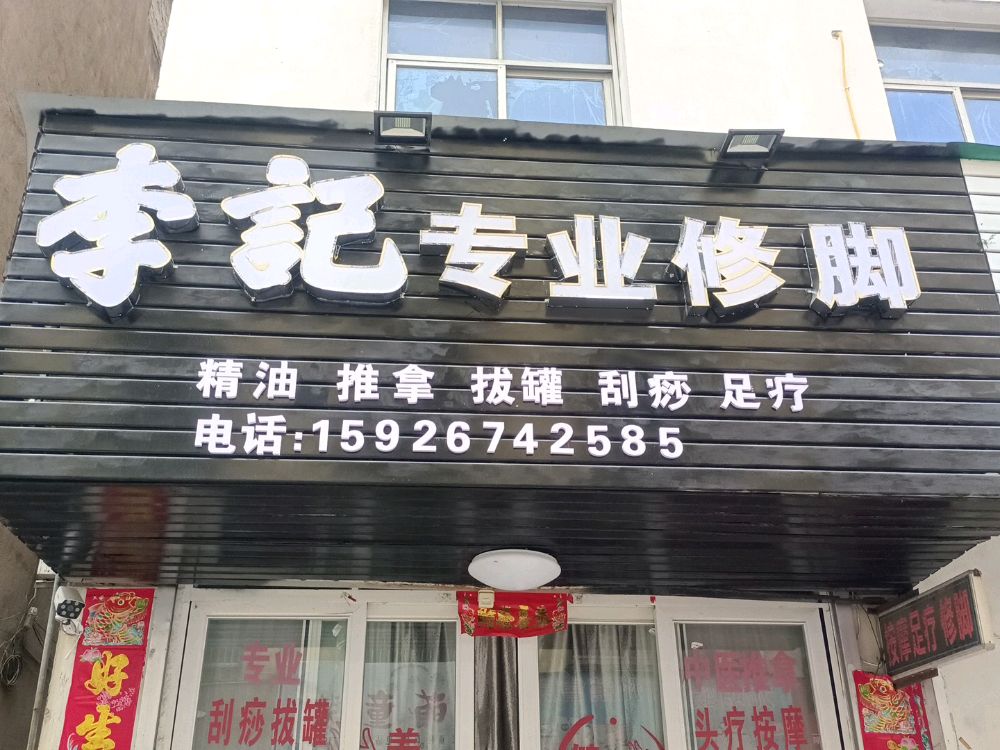 李記 专业修脚
精油 推拿 拔罐 刮痧 足疗
电话:15926742585
按摩足疗 修脚
专业
刮痧拔罐
中医推拿
头疗按摩
好生